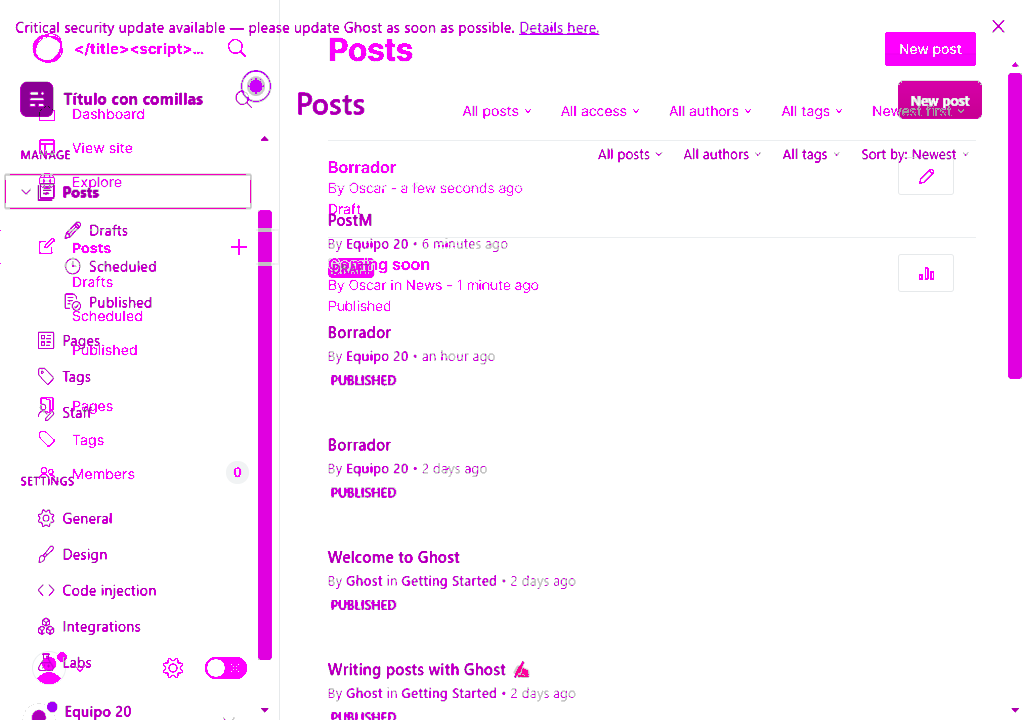 Critical security update available — please update Ghost as soon as possible. Details here.
</title><script>...
Posts
New post
Título con comillas
Dashboard
Posts
New post
All posts
All access
All authors
All tags
Newest first
View site
MANAGE
All posts
All authors
All tags
Sort by: Newest
Explore
Posts
Borrador
By Oscar - a few seconds ago
Draft
PostM
By Equipo 20 • 6 minutes ago
Drafts
Posts
Scheduled
Drafts
Published
Scheduled
Coming soon
By Oscar in News - 1 minute ago
Published
Pages
Published
Borrador
By Equipo 20 • an hour ago
PUBLISHED
Tags
Pages
Staff
Tags
Members
0
SETTINGS
Borrador
By Equipo 20 • 2 days ago
PUBLISHED
General
Design
Code injection
Integrations
Labs
Welcome to Ghost
By Ghost in Getting Started • 2 days ago
PUBLISHED
Writing posts with Ghost
By Ghost in Getting Started • 2 days ago
PUBLISHED
Equipo 20